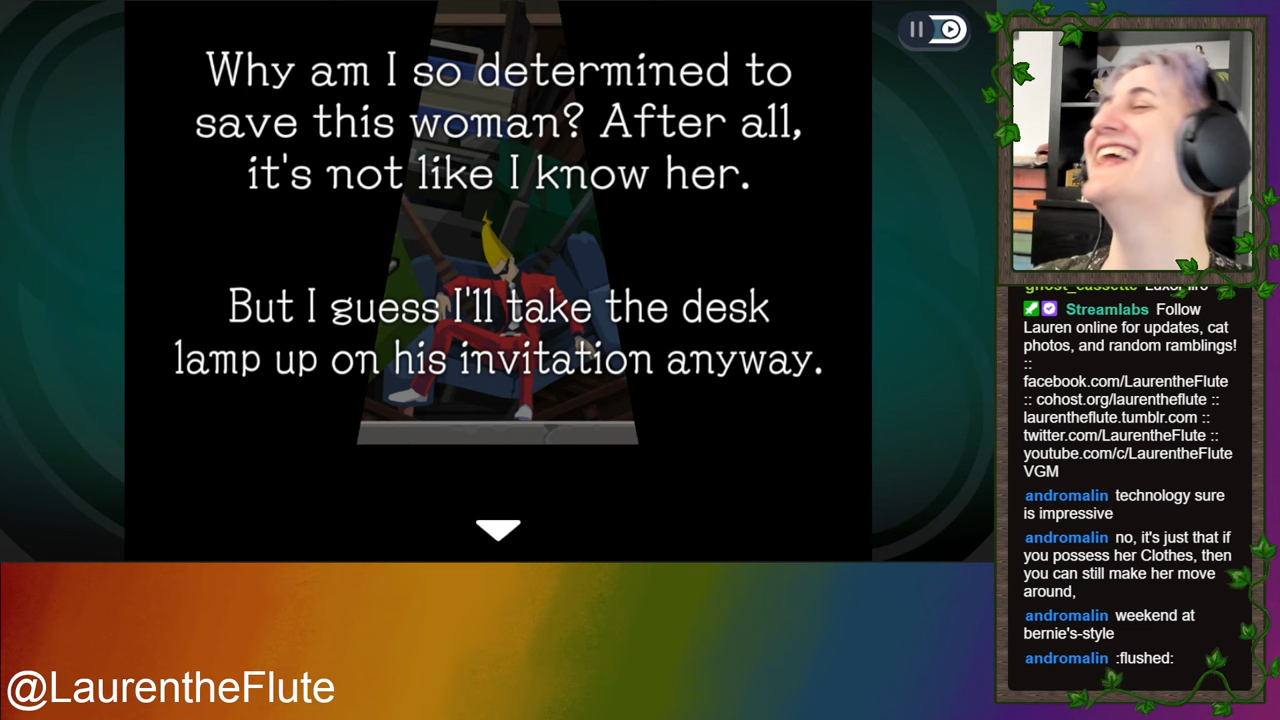 Why am I so determined to
save this woman? After all,
it's not like I know her.
But I guess I'll take the desk
lamp up on his invitation anyway.
Streamlabs Follow
Lauren online for updates, cat
photos, and random ramblings!
::
facebook.com/LaurentheFlute
:: cohost.org/laurentheflute ::
laurentheflute.tumblr.com ::
twitter.com/LaurentheFlute ::
youtube.com/c/LaurentheFlute
VGM
andromalin technology sure
is impressive
andromalin no, it's just that if
you possess her Clothes, then
you can still make her move
around,
andromalin weekend at
bernie's-style
andromalin :flushed:
@LaurentheFlute